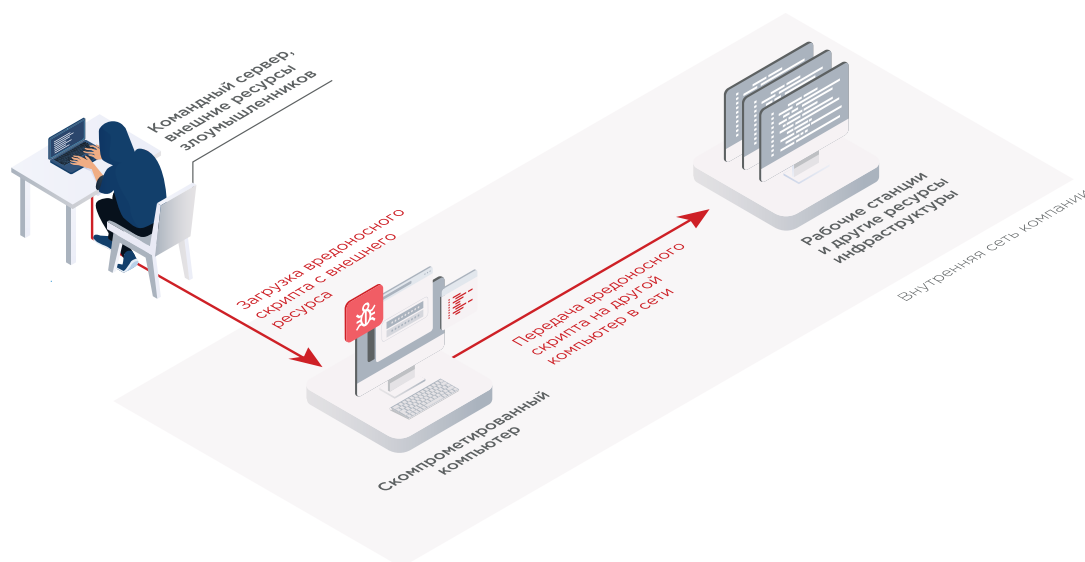 Командный сервер,
внешние ресурсы
злоумышленников
Загрузка вредоносного
скрипта с внешнего
ресурса
Скомпрометированный
компьютер
Передача вредоносного
скрипта на другой
компьютер в сети
Рабочие станции
и другие ресурсы
инфраструктуры
Внутренняя сеть компании